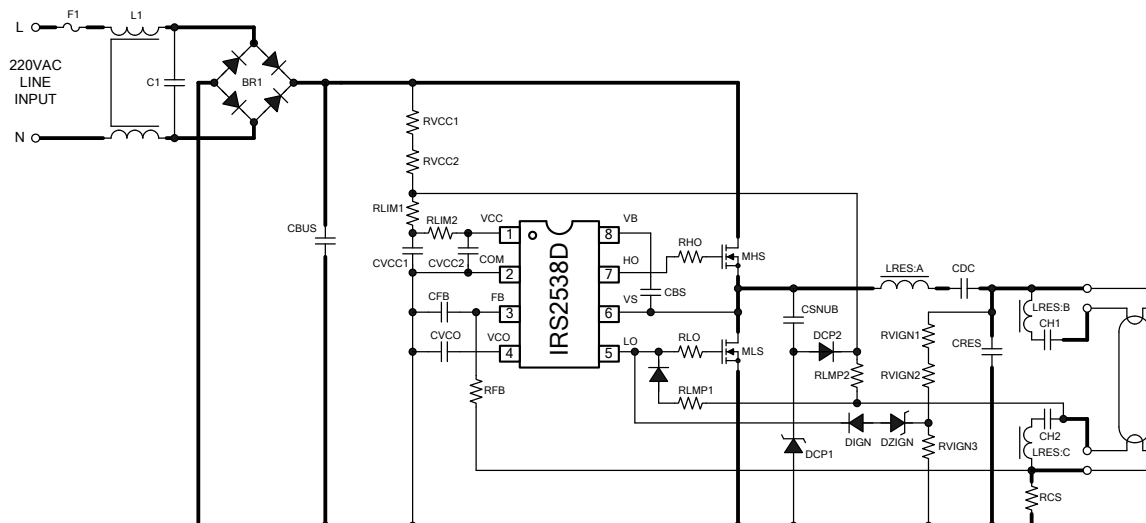 F1
L1
L
220VAC
LINE
INPUT
C1
BR1
N
RVCC1
RVCC2
RLIM1
RLIM2
VCC
VB
CBUS
1
8
RHO
MHS
CVCC1
CVCC2
COM
HO
2
7
IRS2538D
LRES:A
CDC
CFB
FB
VS
CBS
3
6
CSNUB
LRES:B
CH1
CVCO
VCO
LO
4
5
RLO
MLS
DCP2
RVIGN1
CRES
RFB
RLMP1
RLMP2
RVIGN2
DIGN
DZIGN
RVIGN3
CH2
LRES:C
DCP1
RCS